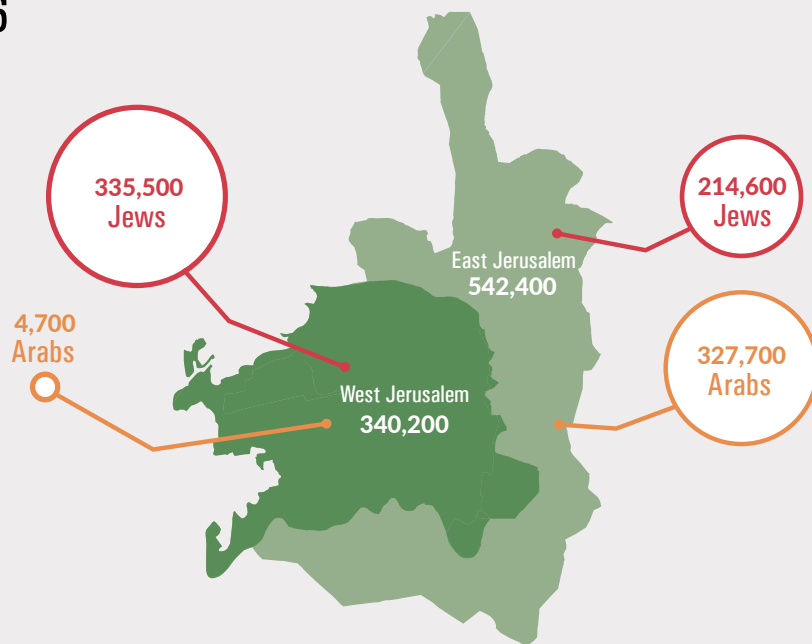 6
335,500
Jews
214,600
Jews
East Jerusalem
542,400
4,700
Arabs
327,700
Arabs
West Jerusalem
340,200